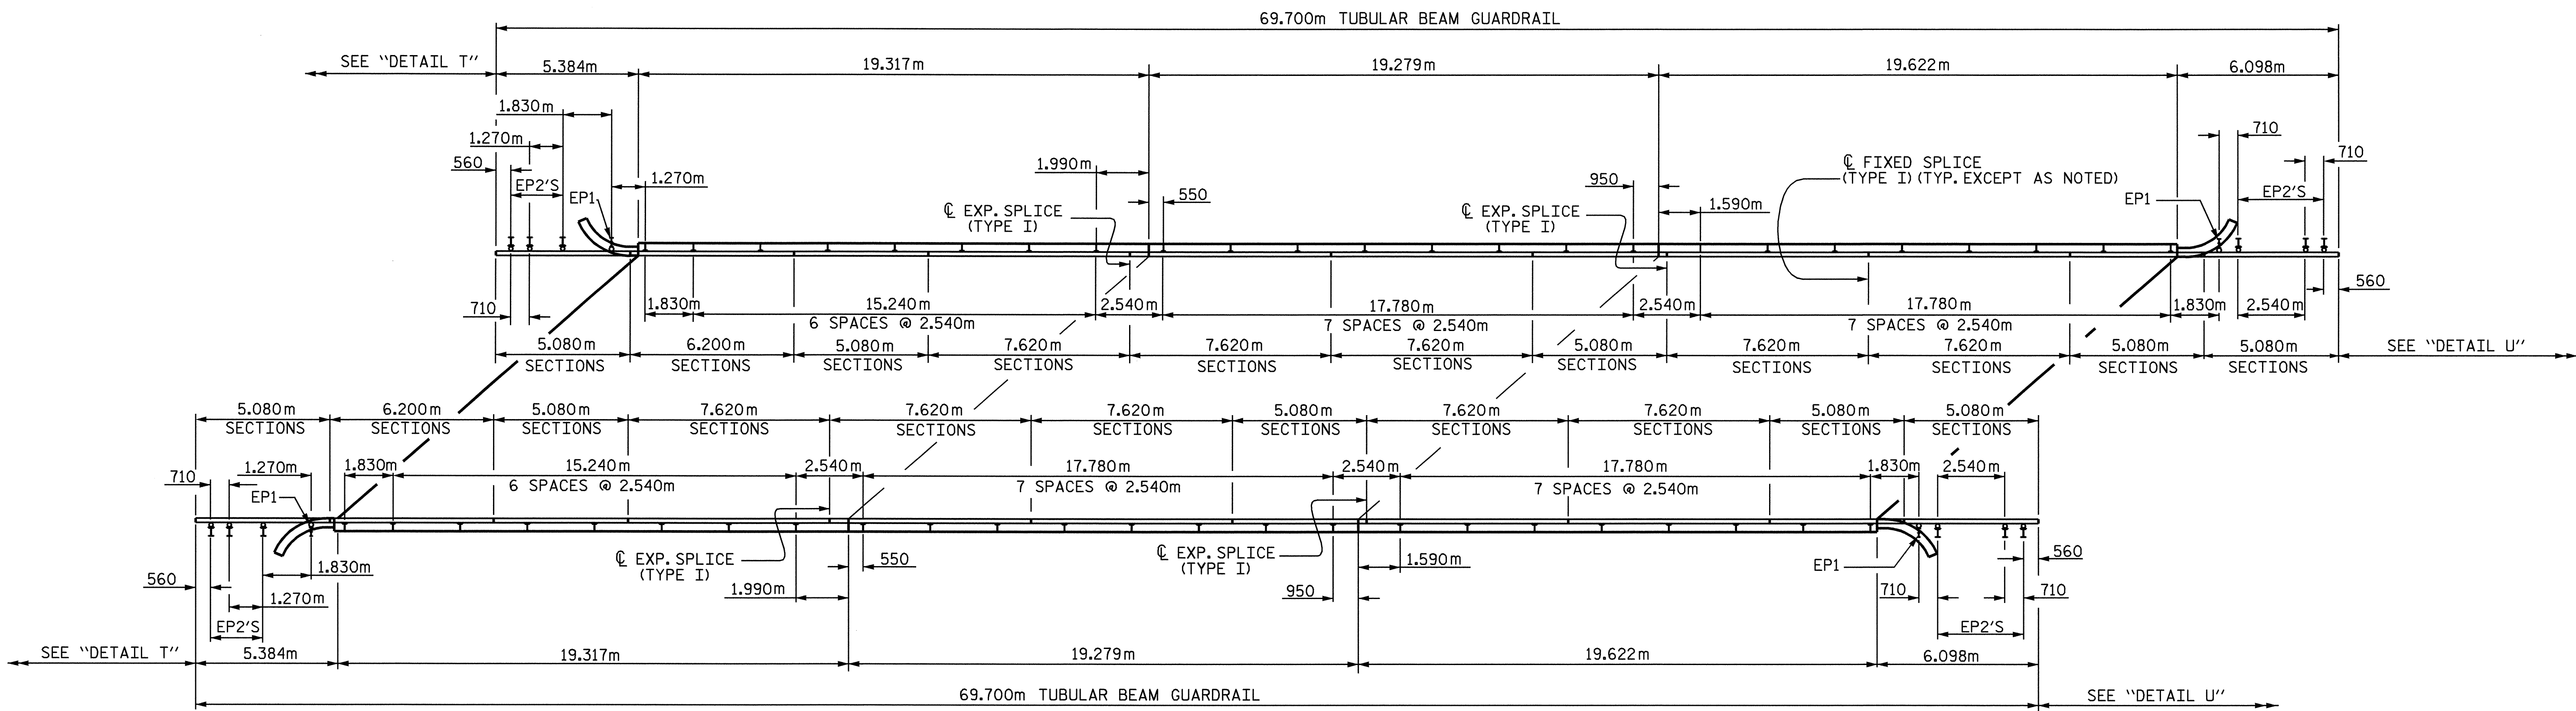 69.700m TUBULAR BEAM GUARDRAIL
SEE "DETAIL T"
5.384m
19.317m
19.279m
19.622m
6.098m
1.830m
1.270m
560
EP2'S
EP1
1.270m
1.990m
550
℄ EXP. SPLICE
(TYPE I)
950
℄ EXP. SPLICE
(TYPE I)
1.590m
℄ FIXED SPLICE
(TYPE I) (TYP. EXCEPT AS NOTED)
710
710
EP2'S
EP1
560
710
1.830m
15.240m
6 SPACES @ 2.540m
2.540m
17.780m
7 SPACES @ 2.540m
2.540m
17.780m
7 SPACES @ 2.540m
1.830m
2.540m
5.080m
SECTIONS
6.200m
SECTIONS
5.080m
SECTIONS
7.620m
SECTIONS
7.620m
SECTIONS
7.620m
SECTIONS
5.080m
SECTIONS
7.620m
SECTIONS
7.620m
SECTIONS
5.080m
SECTIONS
5.080m
SECTIONS
SEE "DETAIL U"
5.080m
SECTIONS
6.200m
SECTIONS
5.080m
SECTIONS
7.620m
SECTIONS
7.620m
SECTIONS
7.620m
SECTIONS
5.080m
SECTIONS
7.620m
SECTIONS
7.620m
SECTIONS
5.080m
SECTIONS
5.080m
SECTIONS
710
1.270m
EP1
1.830m
15.240m
6 SPACES @ 2.540m
2.540m
17.780m
7 SPACES @ 2.540m
2.540m
17.780m
7 SPACES @ 2.540m
1.830m
2.540m
560
1.830m
1.270m
EP2'S
℄ EXP. SPLICE
(TYPE I)
1.990m
550
℄ EXP. SPLICE
(TYPE I)
950
1.590m
EP1
560
710
710
EP2'S
SEE "DETAIL T"
5.384m
19.317m
19.279m
19.622m
6.098m
69.700m TUBULAR BEAM GUARDRAIL
SEE "DETAIL U"